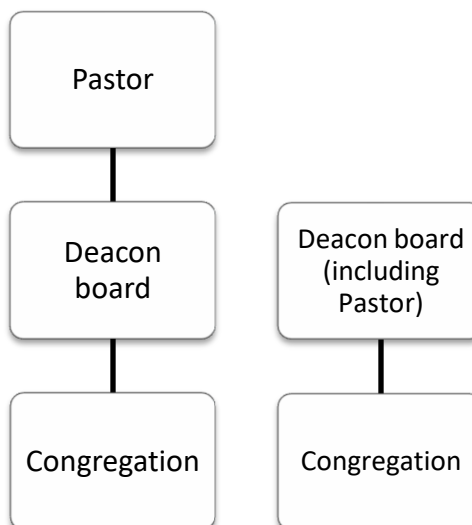 Pastor
Deacon
board
Congregation
Deacon board
(including
Pastor)
Congregation